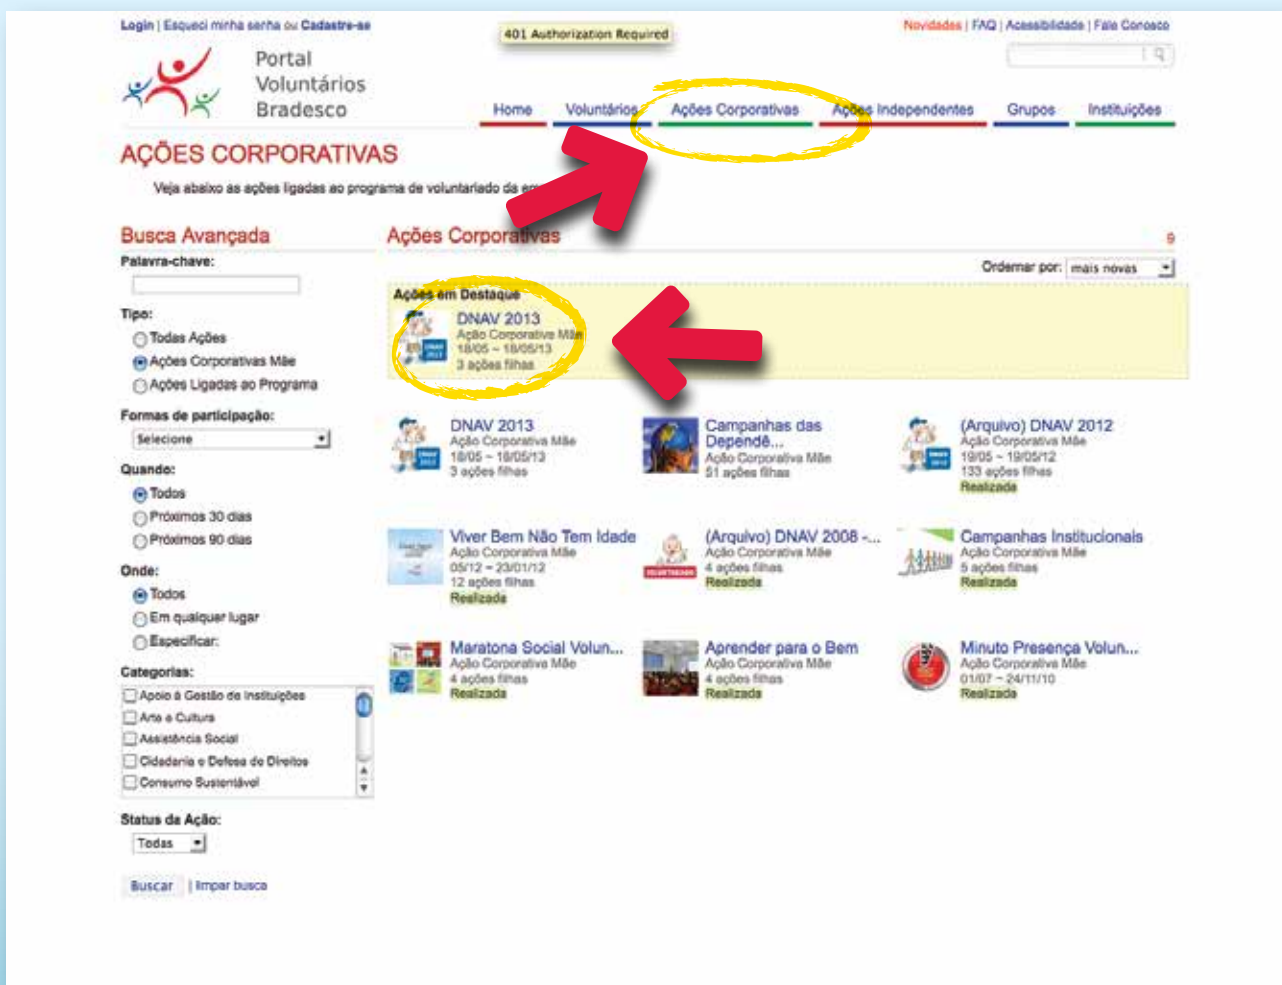 Login | Esqueci minha senha ou Cadastre-se
401 Authorization Required
Novidades | FAQ | Acessibilidade | Fale Conosco
Portal
Voluntários
Bradesco
Home Voluntários Ações Corporativas Ações Independentes Grupos Instituições
AÇÕES CORPORATIVAS
Veja abaixo as ações ligadas ao programa de voluntariado da
Busca Avançada
Palavra-chave:
Tipo:
Todas Ações
Ações Corporativas Mãe
Ações Ligadas ao Programa
Formas de participação:
Selecione
Quando:
Todos
Próximos 30 dias
Próximos 90 dias
Onde:
Todos
Em qualquer lugar
Especificar:
Categorias:
Apoio à Gestão de Instituições
Arte e Cultura
Assistência Social
Cidadania e Defesa de Direitos
Consumo Sustentável
Status da Ação:
Todas
Buscar | limpar busca
Ações Corporativas
9
Ordernar por: mais novas
Ações em Destaque
DNAV 2013
Ação Corporativa Mãe
18/05 ~ 18/05/13
3 ações filhas
DNAV 2013
Ação Corporativa Mãe
18/05 ~ 18/05/13
3 ações filhas
Campanhas das
Dependê...
Ação Corporativa Mãe
51 ações filhas
(Arquivo) DNAV 2012
Ação Corporativa Mãe
19/05 ~ 19/05/12
133 ações filhas
Realizada
Viver Bem Não Tem Idade
Ação Corporativa Mãe
05/12 ~ 23/01/12
12 ações filhas
Realizada
(Arquivo) DNAV 2008 -...
Ação Corporativa Mãe
4 ações filhas
Realizada
Campanhas Institucionais
Ação Corporativa Mãe
5 ações filhas
Realizada
Maratona Social Volun...
Ação Corporativa Mãe
4 ações filhas
Realizada
Aprender para o Bem
Ação Corporativa Mãe
4 ações filhas
Realizada
Minuto Presença Volun...
Ação Corporativa Mãe
01/07 ~ 24/11/10
Realizada